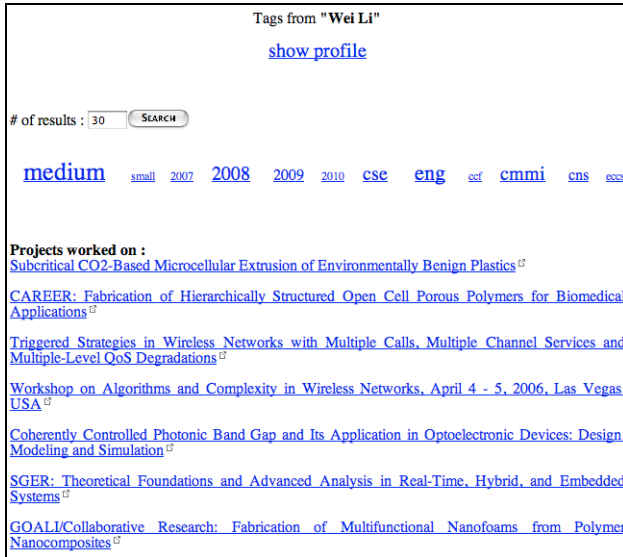 Tags from "Wei Li"
show profile
# of results : 30 SEARCH
medium small 2007 2008 2009 2010 cse eng ccf cmmi cns eccs
Projects worked on :
Subcritical CO2-Based Microcellular Extrusion of Environmentally Benign Plastics
CAREER: Fabrication of Hierarchically Structured Open Cell Porous Polymers for Biomedical
Applications
Triggered Strategies in Wireless Networks with Multiple Calls, Multiple Channel Services and
Multiple-Level QoS Degradations
Workshop on Algorithms and Complexity in Wireless Networks, April 4 - 5, 2006, Las Vegas
USA
Coherently Controlled Photonic Band Gap and Its Application in Optoelectronic Devices: Design
Modeling and Simulation
SGER: Theoretical Foundations and Advanced Analysis in Real-Time, Hybrid, and Embedded
Systems
GOALI/Collaborative Research: Fabrication of Multifunctional Nanofoams from Polymer
Nanocomposites